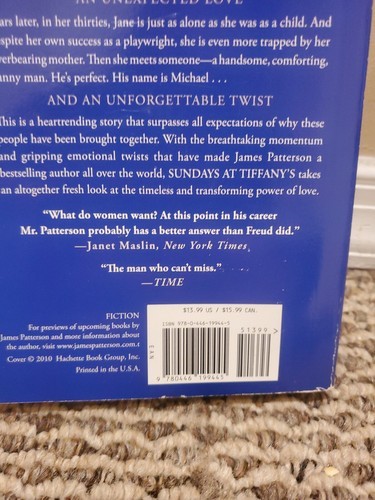 AN UNEXPECTED LOVE
ars later, in her thirties, Jane is just as alone as she was as a child. And
spite her own success as a playwright, she is even more trapped by her
verbearing mother. Then she meets someone—a handsome, comforting,
nny man. He's perfect. His name is Michael . . .
AND AN UNFORGETTABLE TWIST
This is a heartrending story that surpasses all expectations of why these
people have been brought together. With the breathtaking momentum
and gripping emotional twists that have made James Patterson a
bestselling author all over the world, SUNDAYS AT TIFFANY'S takes
an altogether fresh look at the timeless and transforming power of love.
"What do women want? At this point in his career
Mr. Patterson probably has a better answer than Freud did."
—Janet Maslin, New York Times
"The man who can't miss."
—TIME
FICTION
For previews of upcoming books by
James Patterson and more information about
the author, visit www.jamespatterson.com.t
Cover © 2010 Hachette Book Group, Inc.
Printed in the U.S.A.
$13.99 US / $15.99 CAN.
ISBN 978-0-446-19944-5
51399 >
EAN
9 780446 199445